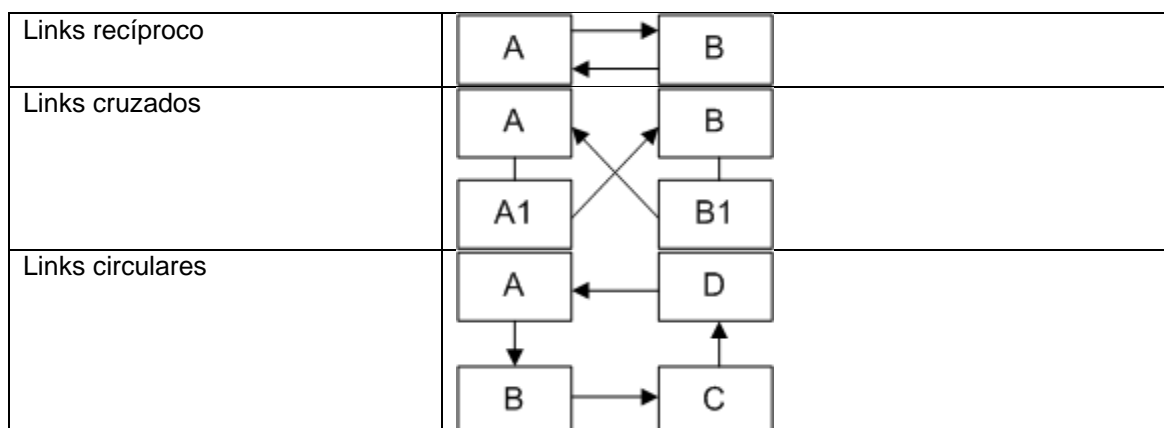 Links recíproco
A B
Links cruzados
A B
A1 B1
Links circulares
A D
B C